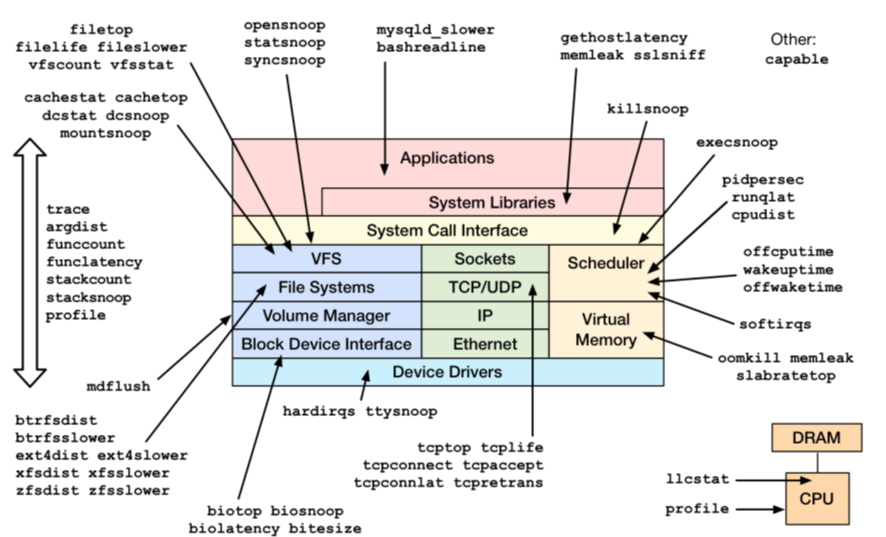 filetop
filelife fileslower
vfscount vfsstat
opensnoop
statsnoop
syncsnoop
mysqld_slower
bashreadline
gethostlatency
memleak sslsniff
Other:
capable
cachestat cachetop
dcstat dcsnoop
mountsnoop
killsnoop
execsnoop
pidpersec
runqlat
cpudist
trace
argdist
funccount
funclatency
stackcount
stacksnoop
profile
Applications
System Libraries
System Call Interface
VFS
Sockets
Scheduler
File Systems
TCP/UDP
Volume Manager
IP
Virtual
Memory
Block Device Interface
Ethernet
Device Drivers
offcputime
wakeuptime
offwaketime
softirqs
oomkill memleak
slabratetop
mdflush
hardirqs ttysnoop
btrfsdist
btrfsslower
ext4dist ext4slower
xfsdist xfsslower
zfsdist zfsslower
tcptop tcplife
tcpconnect tcpaccept
tcpconnlat tcpretrans
biotop biosnoop
biolatency bitesize
DRAM
llcstat
CPU
profile